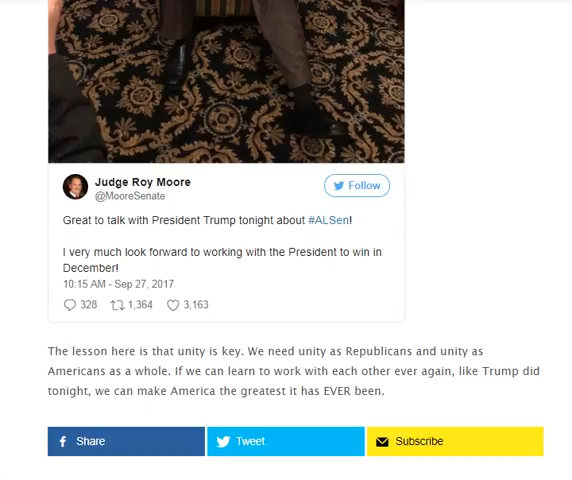 Judge Roy Moore
@MooreSenate
Follow
Great to talk with President Trump tonight about #ALSen!
I very much look forward to working with the President to win in
December!
10:15 AM - Sep 27, 2017
328 1,364 3,163
The lesson here is that unity is key. We need unity as Republicans and unity as
Americans as a whole. If we can learn to work with each other ever again, like Trump did
tonight, we can make America the greatest it has EVER been.
Share Tweet Subscribe